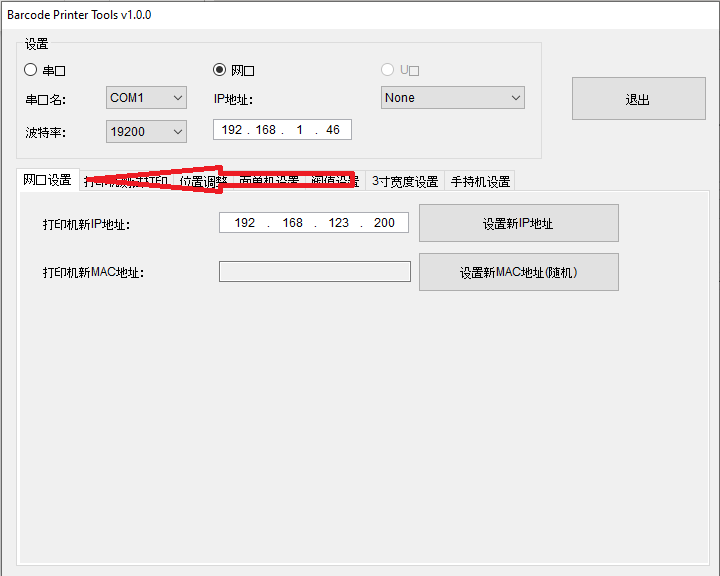 Barcode Printer Tools v1.0.0
设置
串口 网口 U口
串口名: COM1 IP地址: None 退出
波特率: 19200 192 . 168 . 1 . 46
网口设置 打印机测试打印 位置调整 面单机设置 阀值设置 3寸宽度设置 手持机设置
打印机新IP地址: 192 . 168 . 123 . 200 设置新IP地址
打印机新MAC地址: 设置新MAC地址(随机)